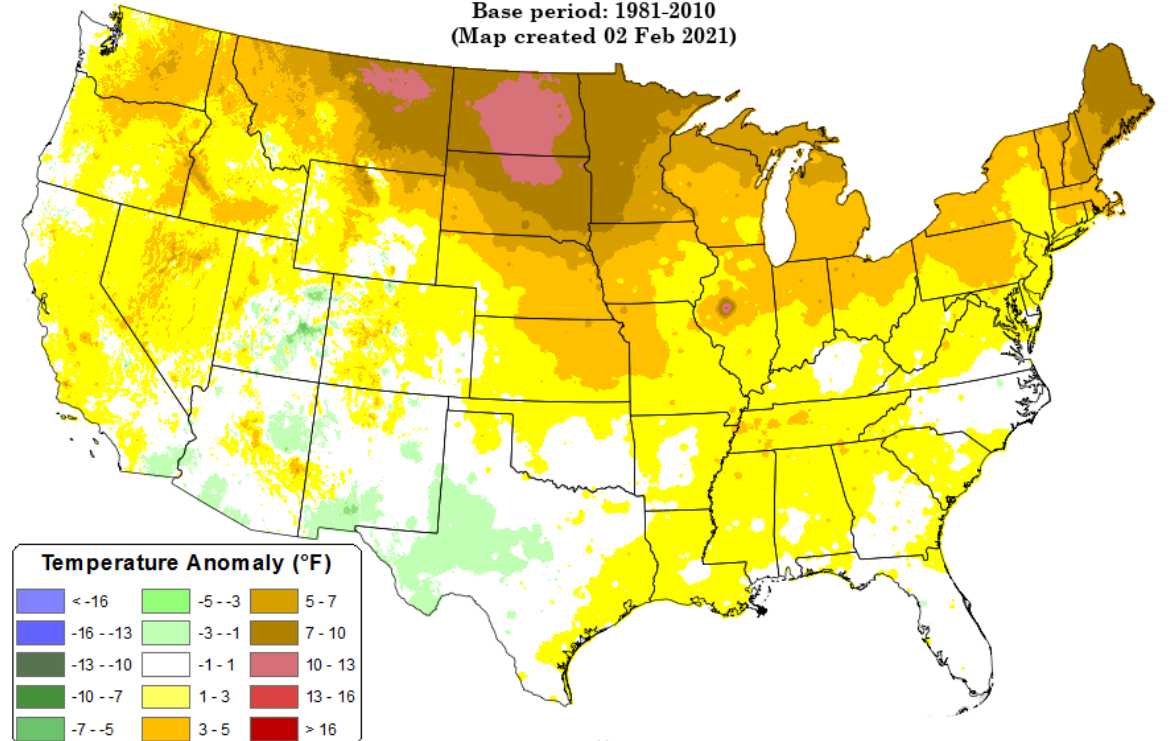 Base period: 1981-2010
(Map created 02 Feb 2021)
Temperature Anomaly (°F)
< -16
-5 - -3
5 - 7
-16 - -13
-3 - -1
7 - 10
-13 - -10
-1 - 1
10 - 13
-10 - -7
1 - 3
13 - 16
-7 - -5
3 - 5
> 16